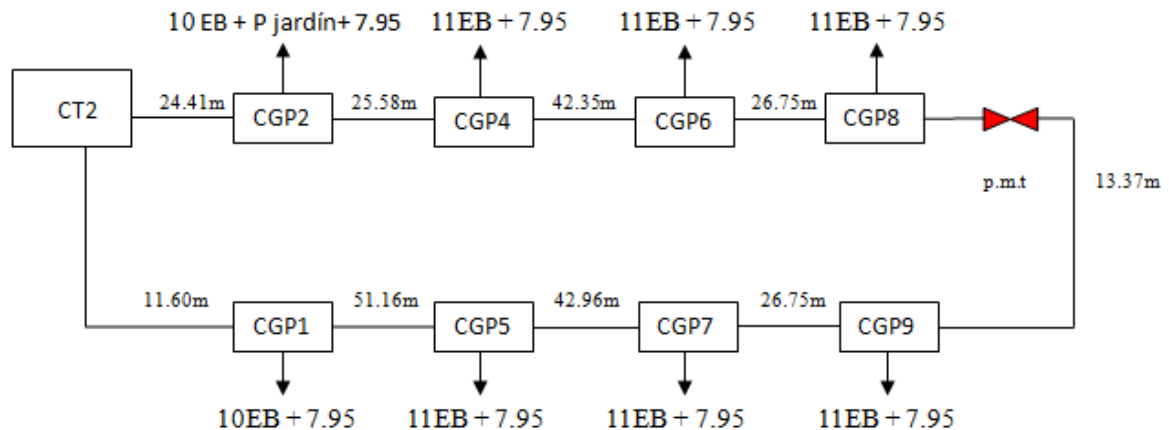 10 EB + P jardín+ 7.95
11EB + 7.95
11EB + 7.95
11EB + 7.95
CT2
24.41m
CGP2
25.58m
CGP4
42.35m
CGP6
26.75m
CGP8
p.m.t
13.37m
11.60m
CGP1
51.16m
CGP5
42.96m
CGP7
26.75m
CGP9
10EB + 7.95
11EB + 7.95
11EB + 7.95
11EB + 7.95